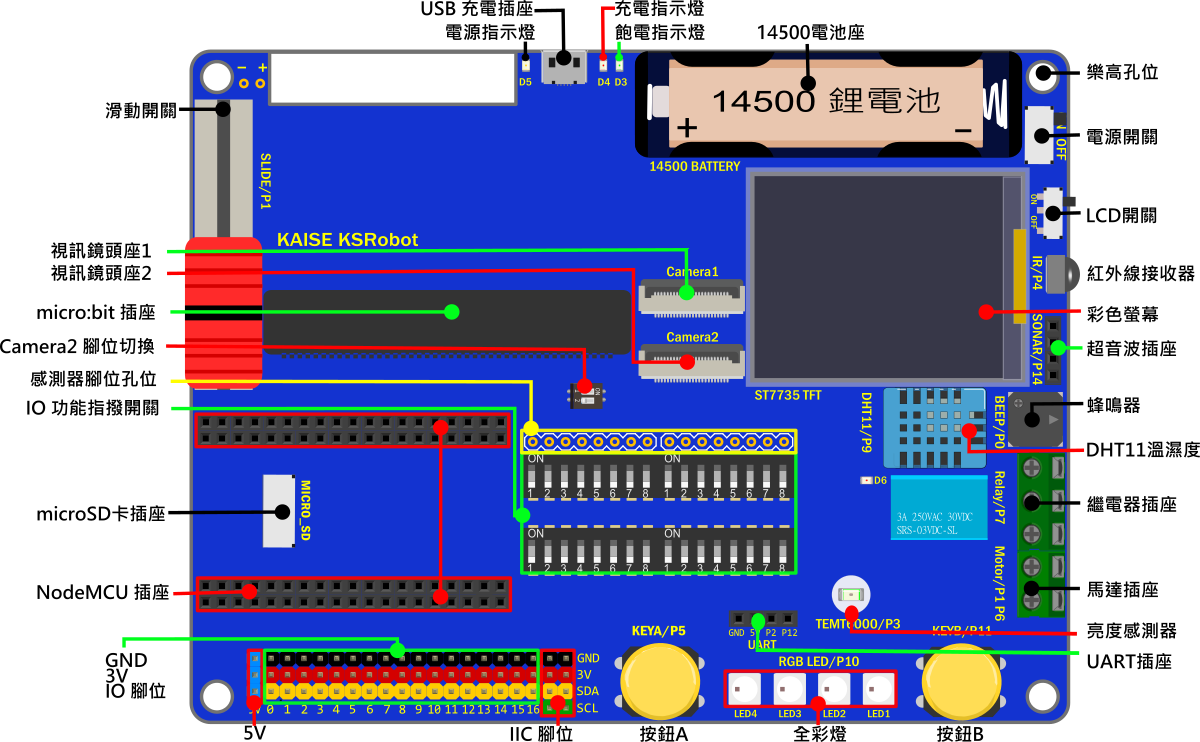 USB 充電插座
充電指示燈
電源指示燈
飽電指示燈
14500電池座
D5
D4
D3
- +
樂高孔位
滑動開關
14500 鋰電池
+
-
電源開關
OFF
14500 BATTERY
SLIDE/P1
ON
OFF
LCD開關
KAISE KSRobot
視訊鏡頭座1
視訊鏡頭座2
Camera1
IR/P4
紅外線接收器
micro:bit 插座
彩色螢幕
SONAR/P14
Camera2 腳位切換
Camera2
超音波插座
感測器腳位孔位
ON
1 2
ST7735 TFT
IO 功能指撥開關
DHT11/P9
BEEP/P0
蜂鳴器
DHT11溫濕度
ON
ON
1 2 3 4 5 6 7 8
1 2 3 4 5 6 7 8
D6
Relay/P7
繼電器插座
microSD卡插座
MICRO_SD
3A 250VAC 30VDC
SRS-03VDC-SL
ON
ON
1 2 3 4 5 6 7 8
1 2 3 4 5 6 7 8
NodeMCU 插座
Motor/P1 P6
馬達插座
TEMT6000/P3
亮度感測器
GND 5V P2 P12
UART
KEYA/P5
KEYB/P11
UART插座
GND
3V
IO 腳位
GND
3V
SDA
SCL
RGB LED/P10
5V 0 1 2 3 4 5 6 7 8 9 10 11 12 13 14 15 16
LED4
LED3
LED2
LED1
5V
IIC 腳位
按鈕A
全彩燈
按鈕B